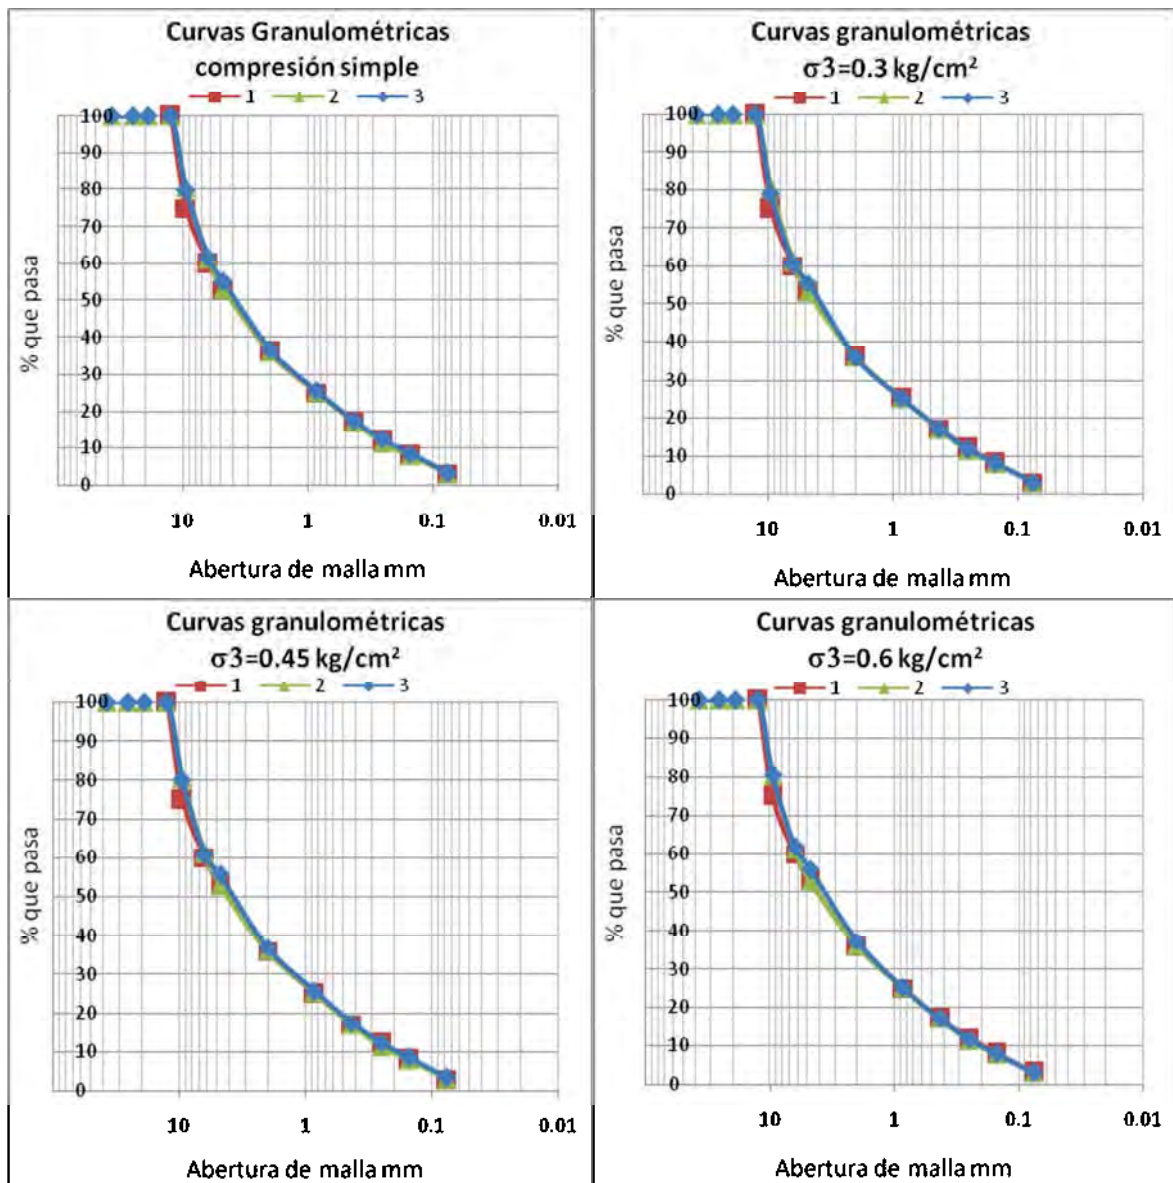 Curvas Granulométricas
compresión simple
1 2 3
100
90
80
70
60
50
40
30
20
10
0
% que pasa
10 1 0.1 0.01
Abertura de malla mm
Curvas granulométricas
σ3=0.3 kg/cm²
1 2 3
100
90
80
70
60
50
40
30
20
10
0
% que pasa
10 1 0.1 0.01
Abertura de malla mm
Curvas granulométricas
σ3=0.45 kg/cm²
1 2 3
100
90
80
70
60
50
40
30
20
10
0
% que pasa
10 1 0.1 0.01
Abertura de malla mm
Curvas granulométricas
σ3=0.6 kg/cm²
1 2 3
100
90
80
70
60
50
40
30
20
10
0
% que pasa
10 1 0.1 0.01
Abertura de malla mm